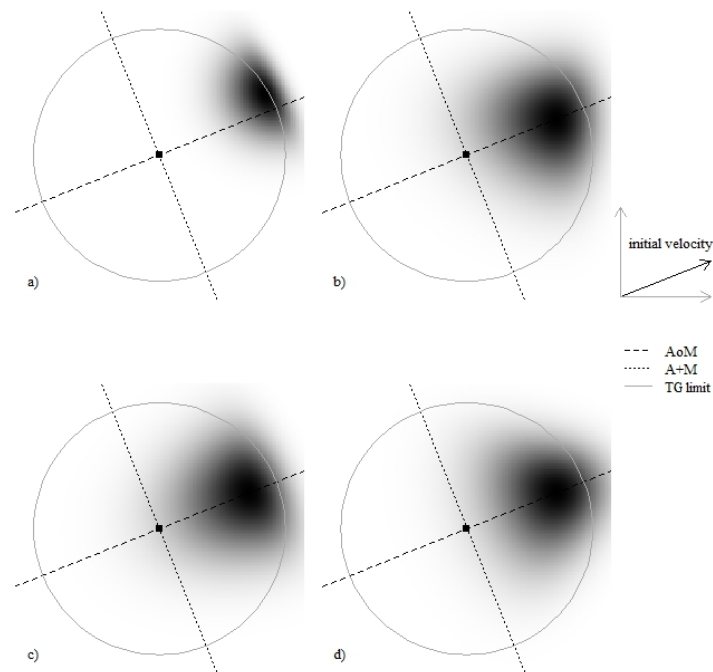 a)
b)
initial velocity
AoM
A+M
TG limit
c)
d)